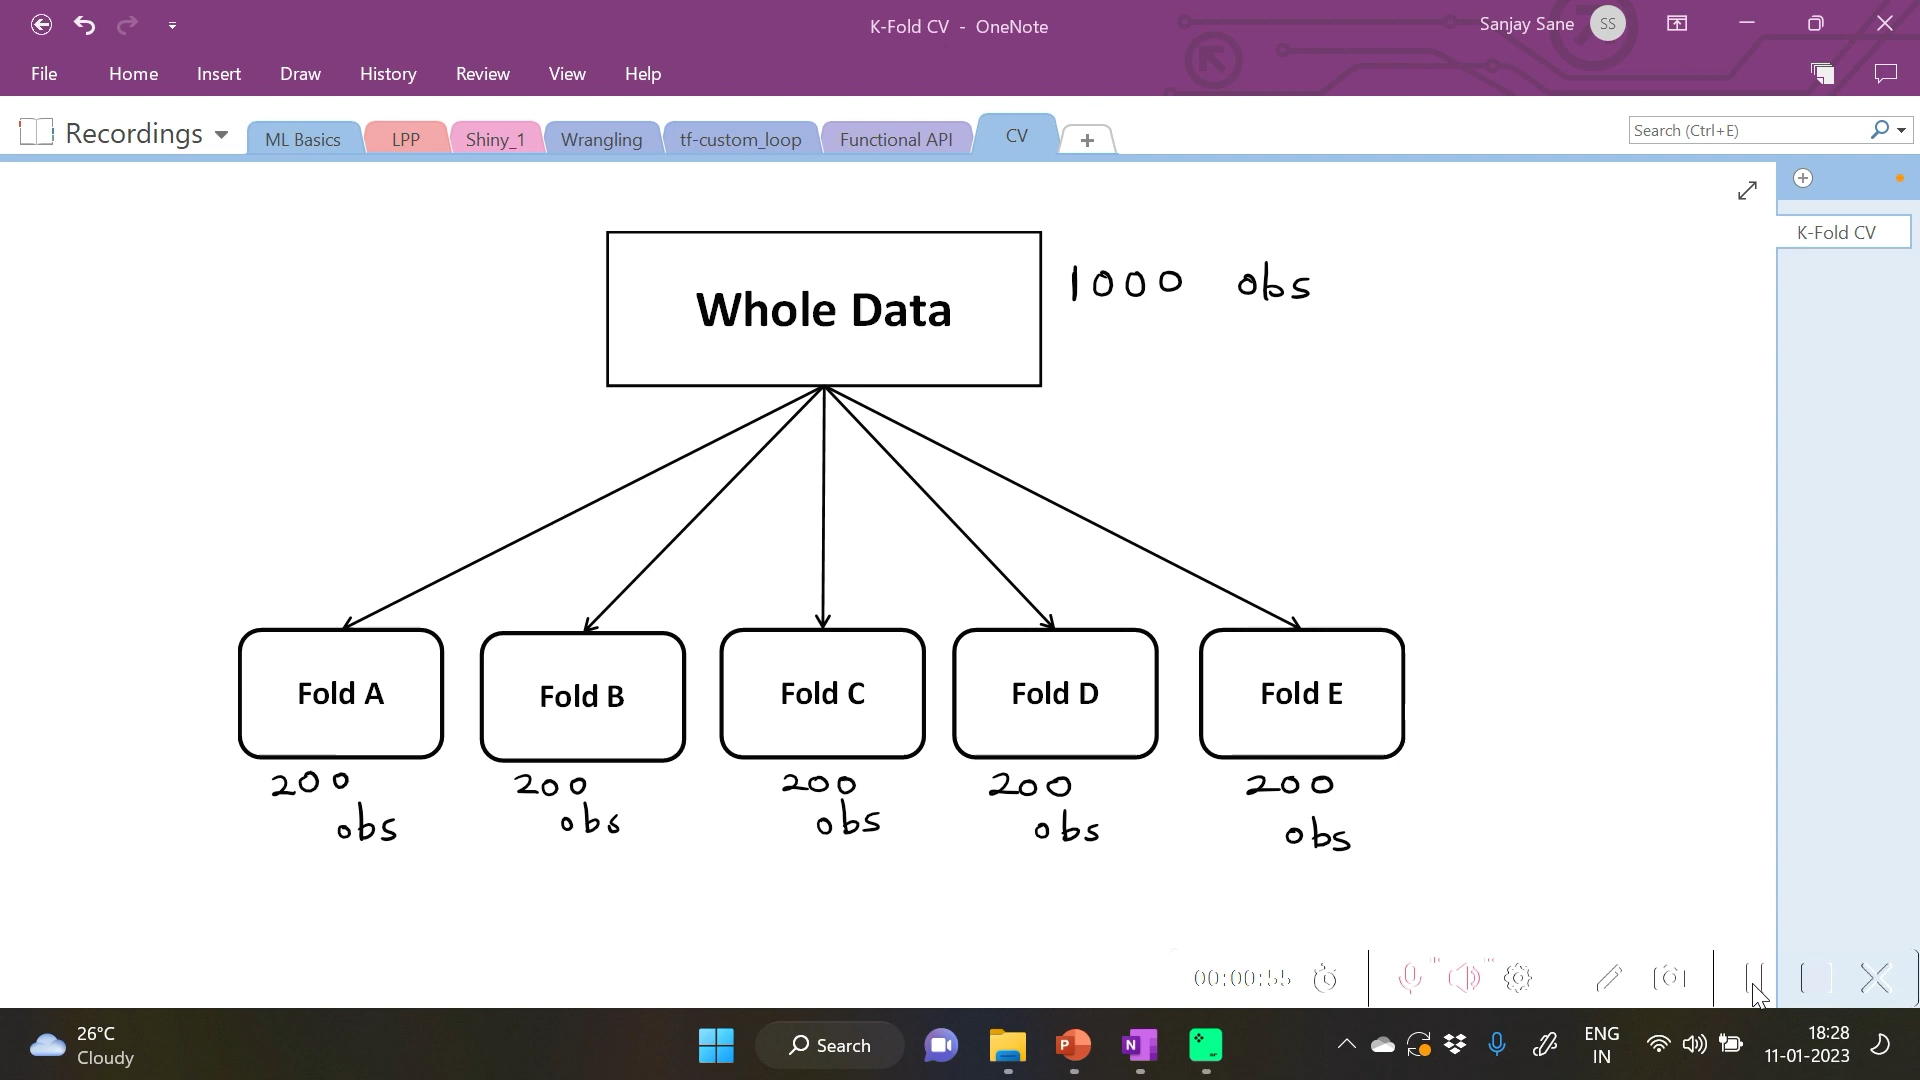 K-Fold CV - OneNote
Sanjay Sane
SS
File Home Insert Draw History Review View Help
Recordings
ML Basics
LPP
Shiny_1
Wrangling
tf-custom_loop
Functional API
CV
Search (Ctrl+E)
K-Fold CV
Whole Data
1000 obs
Fold A
Fold B
Fold C
Fold D
Fold E
200
obs
200
obs
200
obs
200
obs
200
obs
00:00:55
26°C
Cloudy
Search
ENG
IN
18:28
11-01-2023